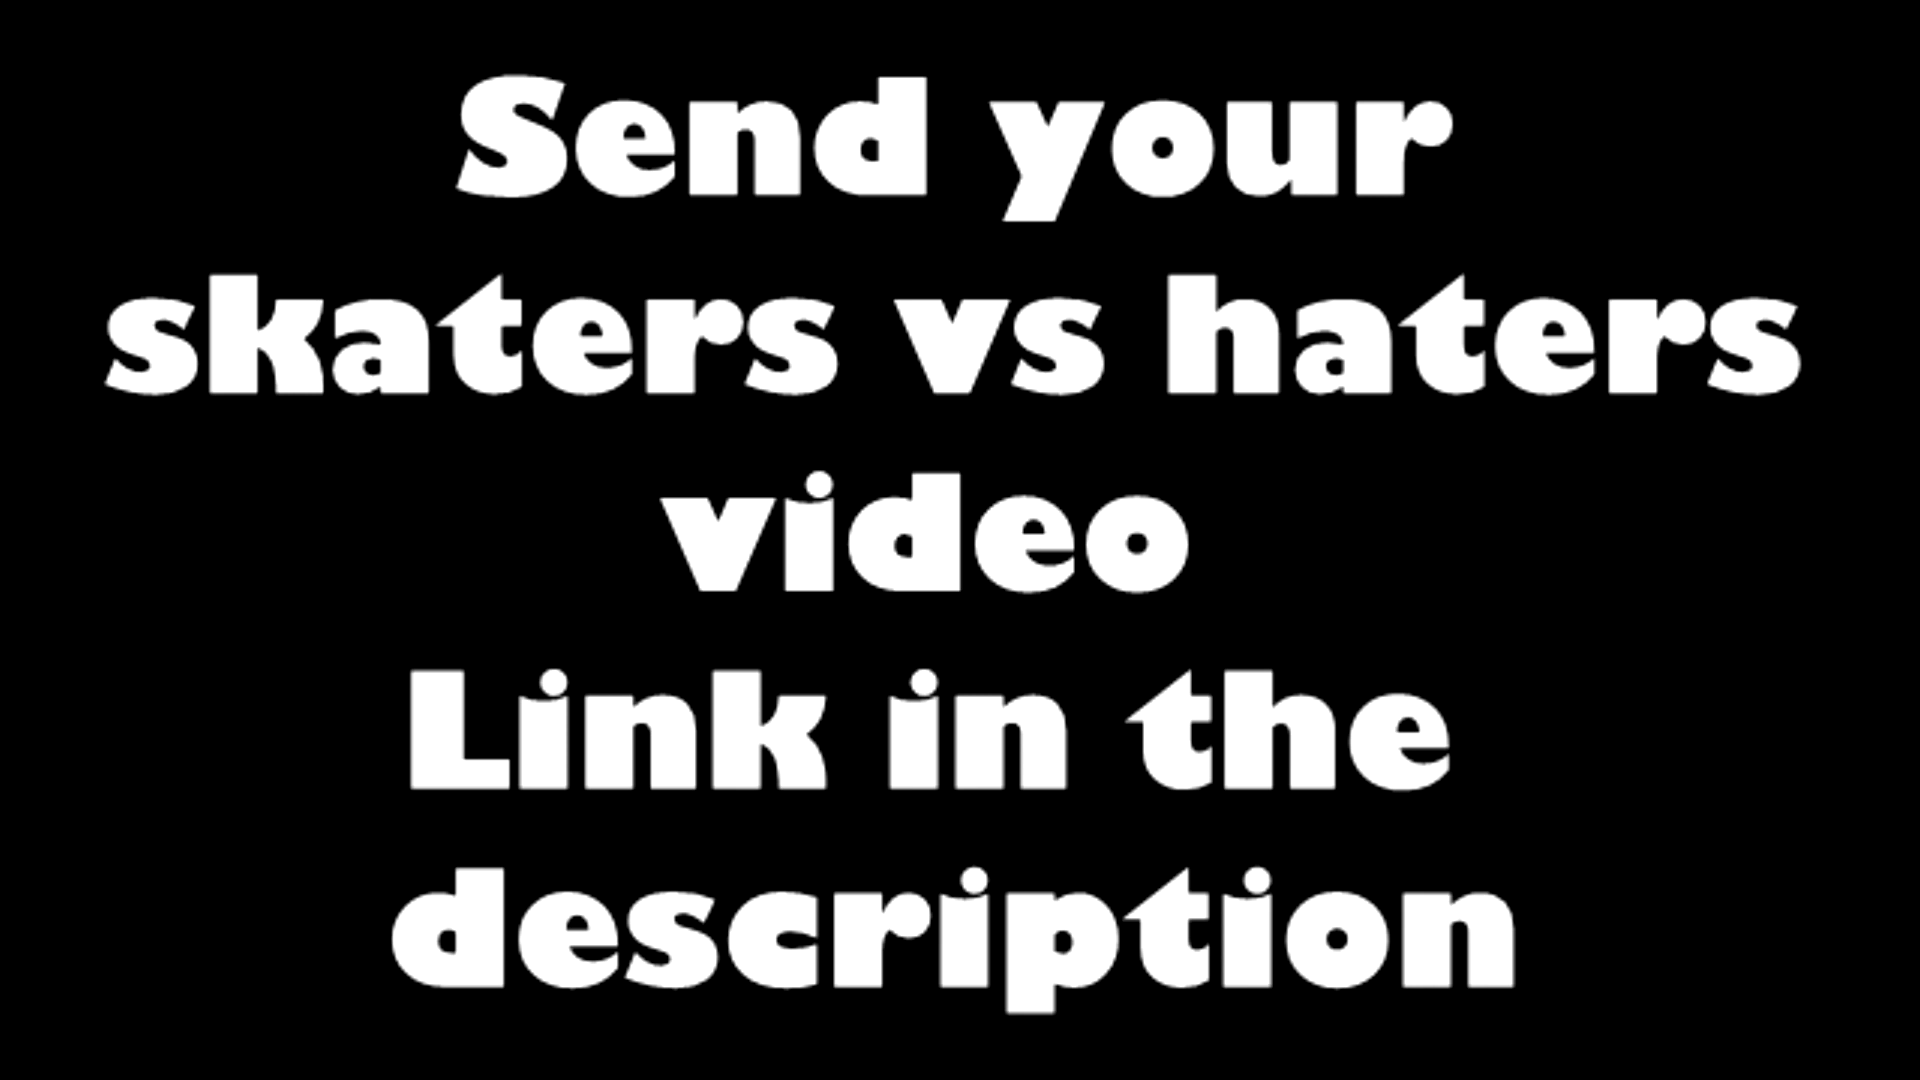 Send your
skaters vs haters
video
Link in the
description